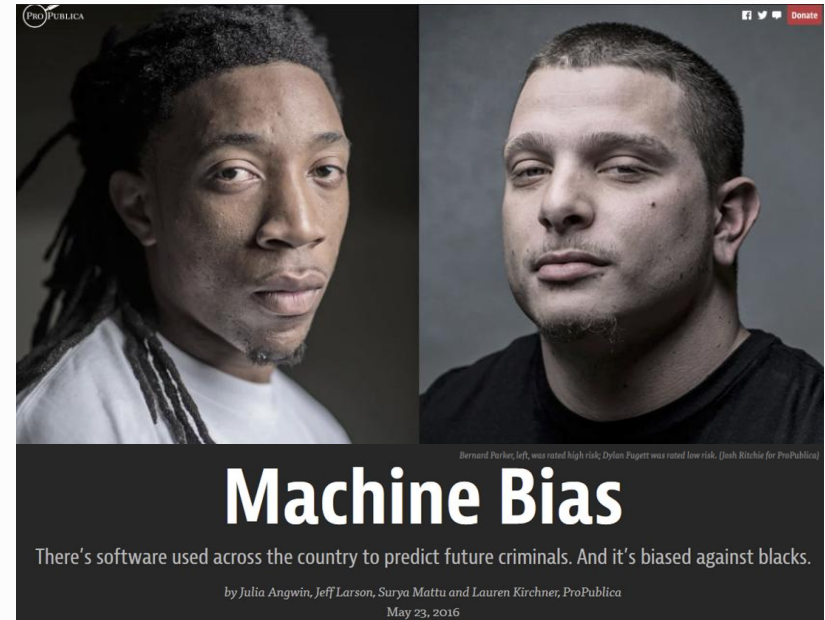 PROPUBLICA
Donate
Bernard Parker, left, was rated high risk; Dylan Fugett was rated low risk. (Josh Ritchie for ProPublica)
Machine Bias
There's software used across the country to predict future criminals. And it's biased against blacks.
by Julia Angwin, Jeff Larson, Surya Mattu and Lauren Kirchner, ProPublica
May 23, 2016